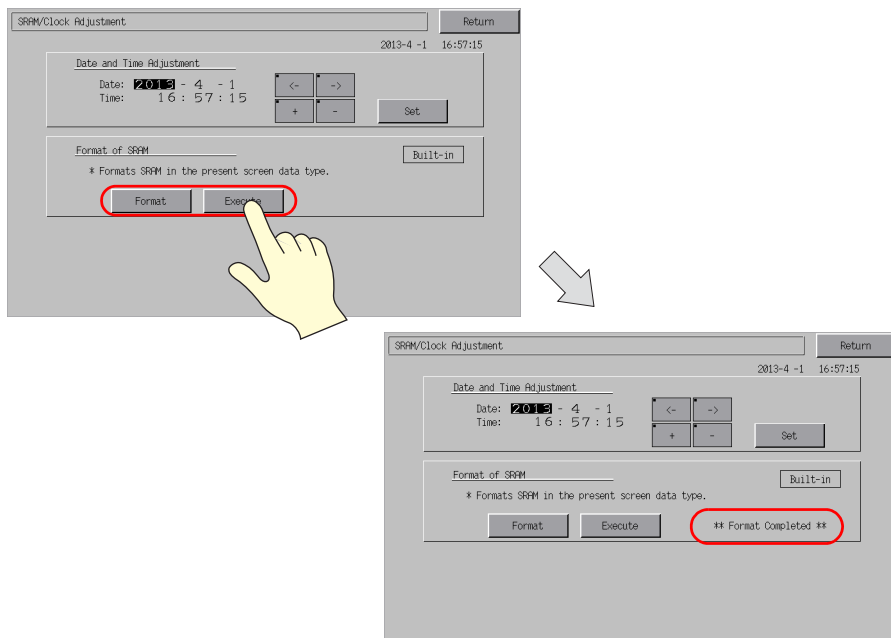 SRAM/Clock Adjustment Return
2013-4 -1 16:57:15
Date and Time Adjustment
Date: 2013 - 4 - 1 <- ->
Time: 16 : 57 : 15
+ - Set
Format of SRAM Built-in
* Formats SRAM in the present screen data type.
Format Execute
SRAM/Clock Adjustment Return
2013-4 -1 16:57:15
Date and Time Adjustment
Date: 2013 - 4 - 1 <- ->
Time: 16 : 57 : 15
+ - Set
Format of SRAM Built-in
* Formats SRAM in the present screen data type.
Format Execute ** Format Completed **